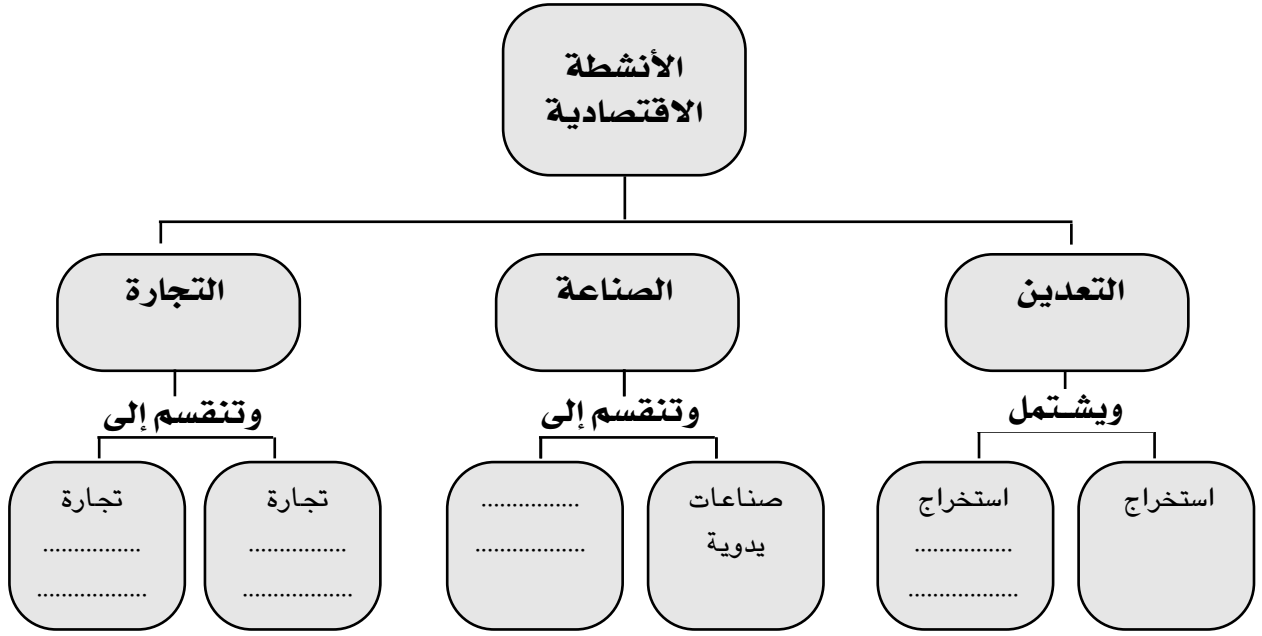 الأنشطة
الاقتصادية
التعدين
الصناعة
التجارة
ويشتمل
وتنقسم إلى
وتنقسم إلى
استخراج
استخراج
................
..................
صناعات
يدوية
................
..................
تجارة
................
..................
تجارة
................
..................